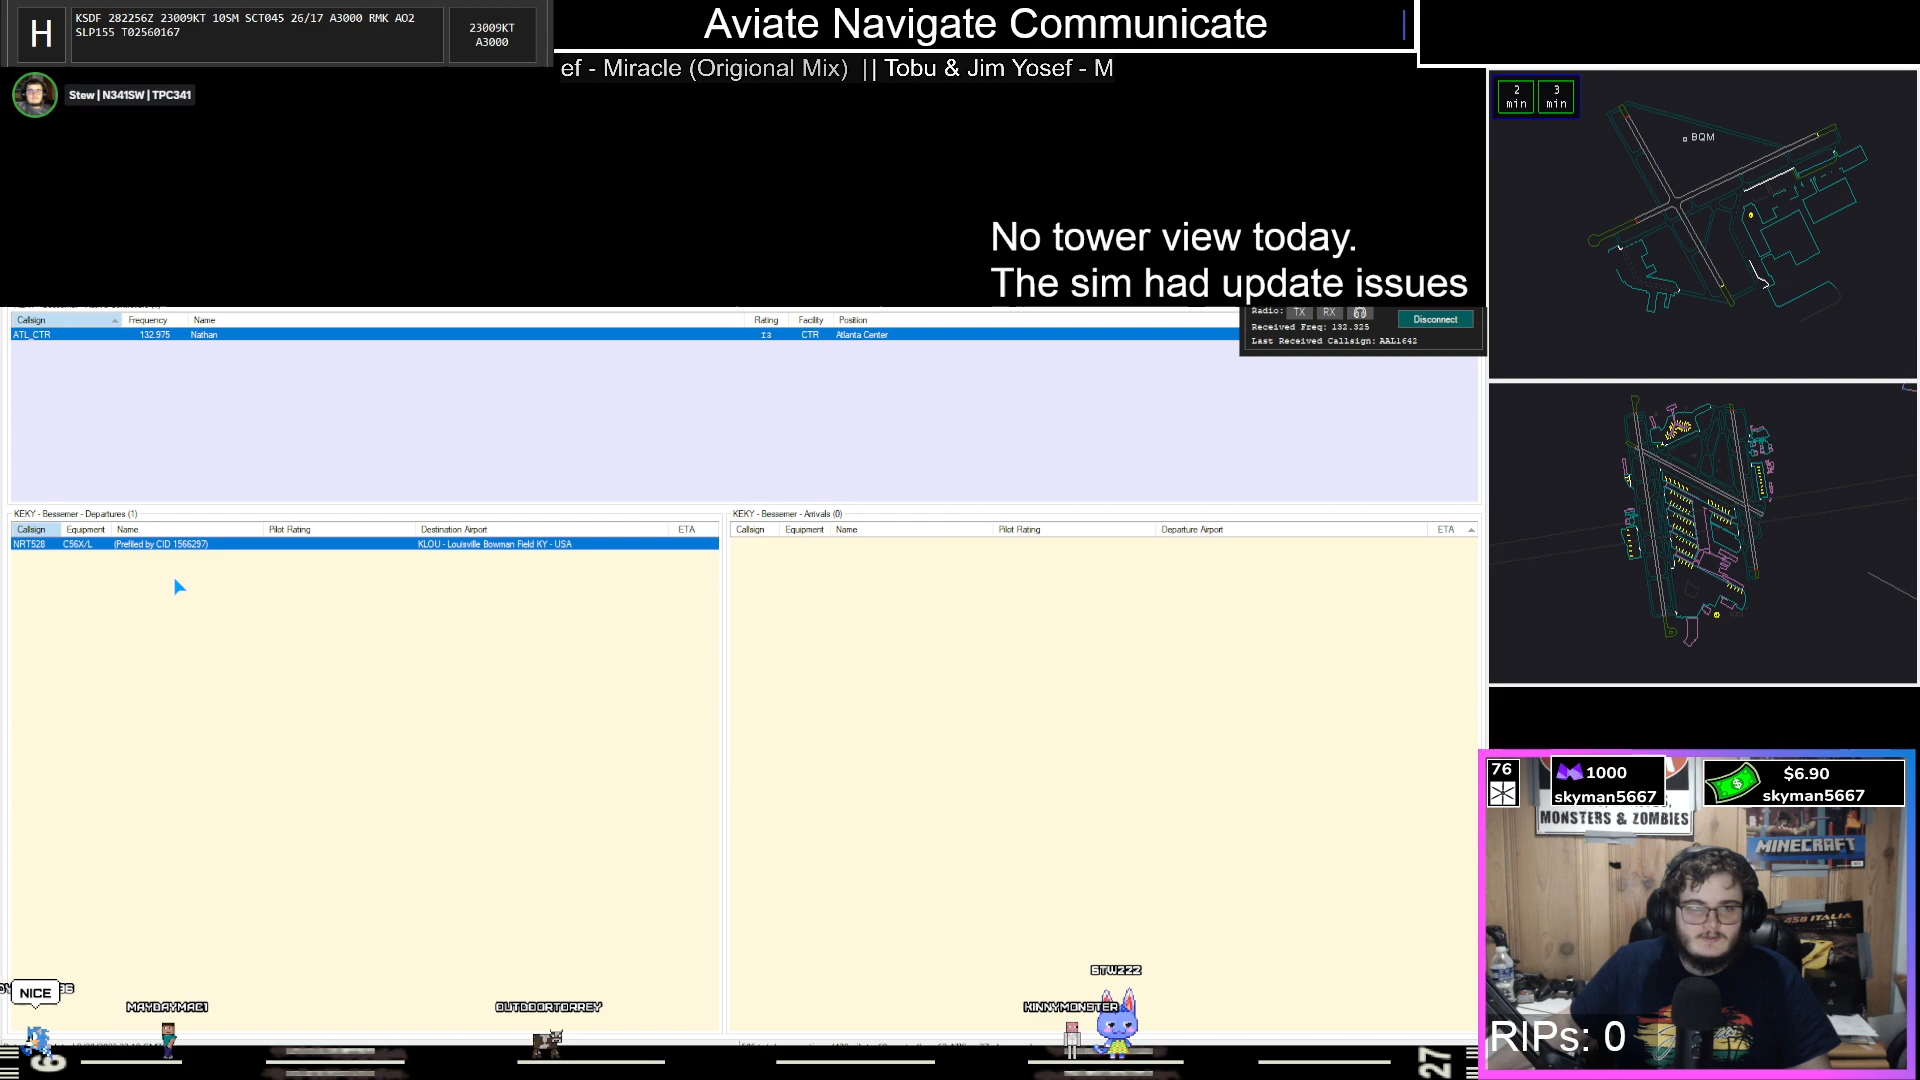 H
KSDF 282256Z 23009KT 10SM SCT045 26/17 A3000 RMK AO2
SLP155 T02560167
23009KT
A3000
Aviate Navigate Communicate
ef - Miracle (Origional Mix) || Tobu & Jim Yosef - M
Stew | N341SW | TPC341
2
min
3
min
BQM
No tower view today.
The sim had update issues
Callsign Frequency Name Rating Facility Position
ATL_CTR 132.975 Nathan I3 CTR Atlanta Center
Radio: TX RX
Disconnect
Received Freq: 132.325
Last Received Callsign: AAL1642
KEKY - Bessemer - Departures (1)
Callsign Equipment Name Pilot Rating Destination Airport ETA
NRT528 C56X/L (Prefiled by CID 1566297) KLOU - Louisville Bowman Field KY - USA
KEKY - Bessemer - Arrivals (0)
Callsign Equipment Name Pilot Rating Departure Airport ETA
76
1000
skyman5667
$6.90
skyman5667
MONSTERS & ZOMBIES
MINECRAFT
458 ITALIA
RIPs: 0
NICE
MAYDAYMAC1
OUTDOORTORREY
KINNYMONSTER
STWZZZ
9
27